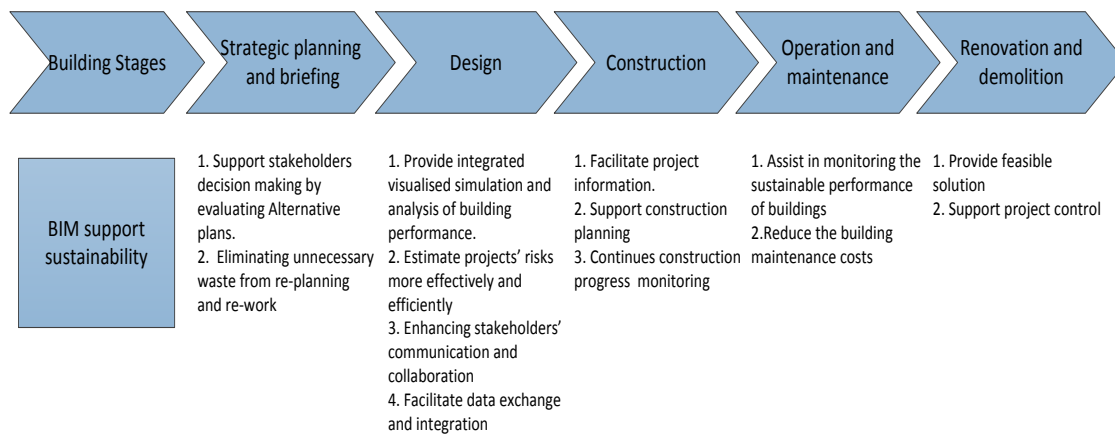 Building Stages
Strategic planning
and briefing
Design
Construction
Operation and
maintenance
Renovation and
demolition
BIM support
sustainability
1. Support stakeholders
decision making by
evaluating Alternative
plans.
2. Eliminating unnecessary
waste from re-planning
and re-work
1. Provide integrated
visualised simulation and
analysis of building
performance.
2. Estimate projects’ risks
more effectively and
efficiently
3. Enhancing stakeholders’
communication and
collaboration
4. Facilitate data exchange
and integration
1. Facilitate project
information.
2. Support construction
planning
3. Continues construction
progress monitoring
1. Assist in monitoring the
sustainable performance
of buildings
2.Reduce the building
maintenance costs
1. Provide feasible
solution
2. Support project control